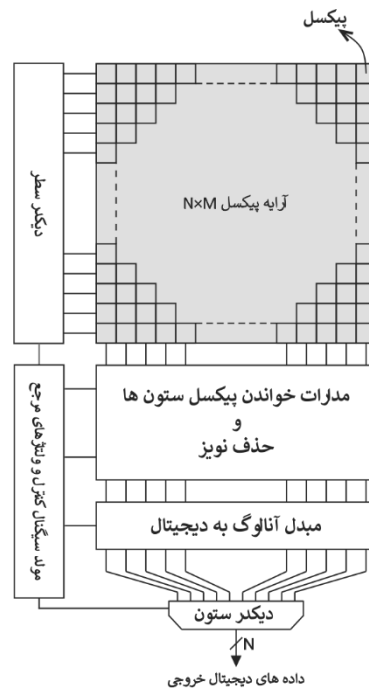 پیکسل
دیکدر سطر
آرایه پیکسل N×M
مدارات خواندن پیکسل ستون ها
و
حذف نویز
مولد سیگنال کنترل و ولتاژهای مرجع
مبدل آنالوگ به دیجیتال
دیکدر ستون
N
داده های دیجیتال خروجی